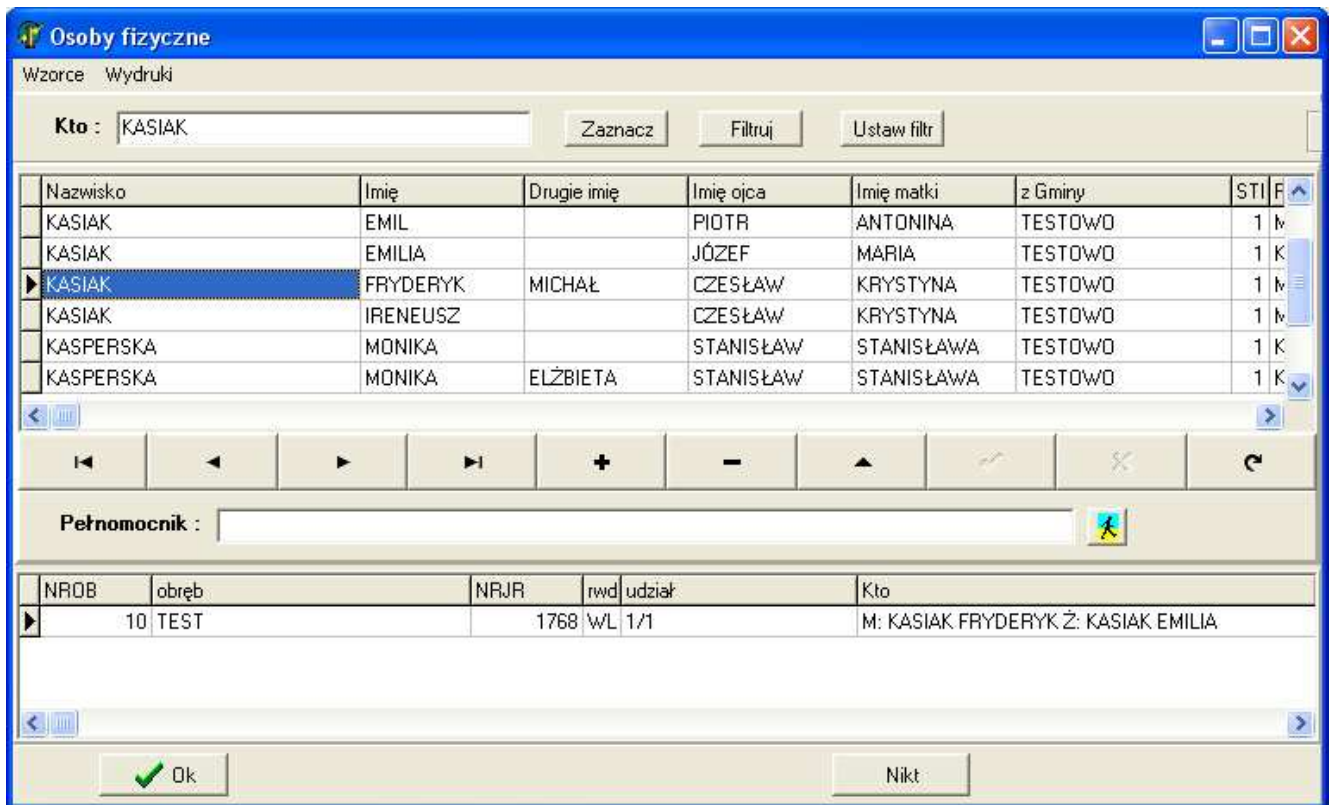 Osoby fizyczne
Wzorce Wydruki
Kto : KASIAK Zaznacz Filtruj Ustaw filtr
Nazwisko Imię Drugie imię Imię ojca Imię matki z Gminy STI
KASIAK EMIL PIOTR ANTONINA TESTOWO 1 M
KASIAK EMILIA JÓZEF MARIA TESTOWO 1 K
KASIAK FRYDERYK MICHAŁ CZESŁAW KRYSTYNA TESTOWO 1 M
KASIAK IRENEUSZ CZESŁAW KRYSTYNA TESTOWO 1 M
KASPERSKA MONIKA STANISŁAW STANISŁAWA TESTOWO 1 K
KASPERSKA MONIKA ELŻBIETA STANISŁAW STANISŁAWA TESTOWO 1 K
Pełnomocnik :
NROB obręb NRJR rwd udział Kto
10 TEST 1768 WŁ 1/1 M: KASIAK FRYDERYK Ż: KASIAK EMILIA
Ok Nikt